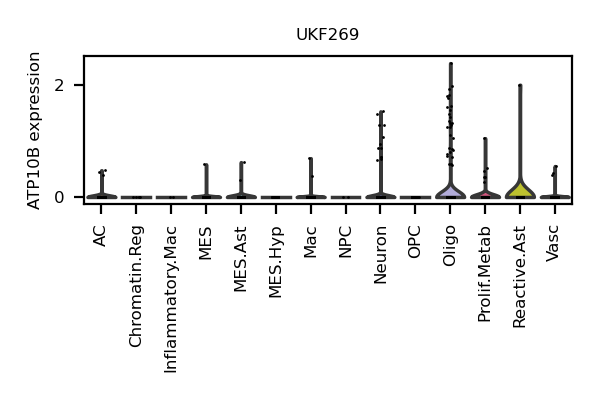 UKF269
ATP10B expression
2
0
AC
Chromatin.Reg
Inflammatory.Mac
MES
MES.Ast
MES.Hyp
Mac
NPC
Neuron
OPC
Oligo
Prolif.Metab
Reactive.Ast
Vasc